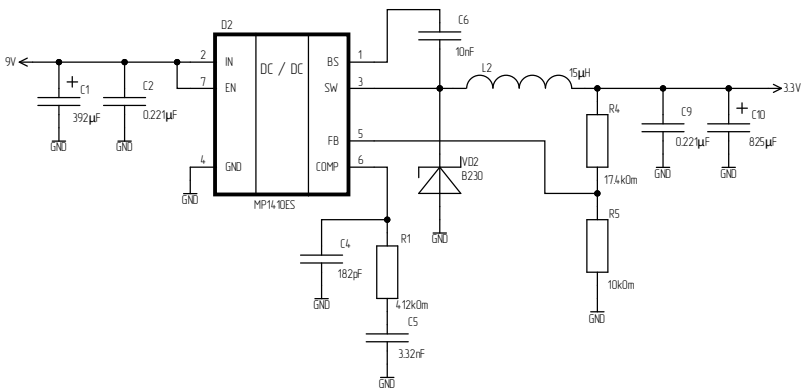 D2
C6
2 IN BS 1
9V
DC / DC
10nF
L2
15µH
7 EN SW 3
3.3V
C1
C2
R4
C9
C10
392µF
0.221µF
0.221µF
825µF
FB 5
GND
GND
4 GND
COMP 6
VD2
B230
17.4kOm
GND
GND
GND
MP1410ES
R5
C4
R1
GND
182pF
10kOm
GND
412kOm
GND
C5
3.32nF
GND